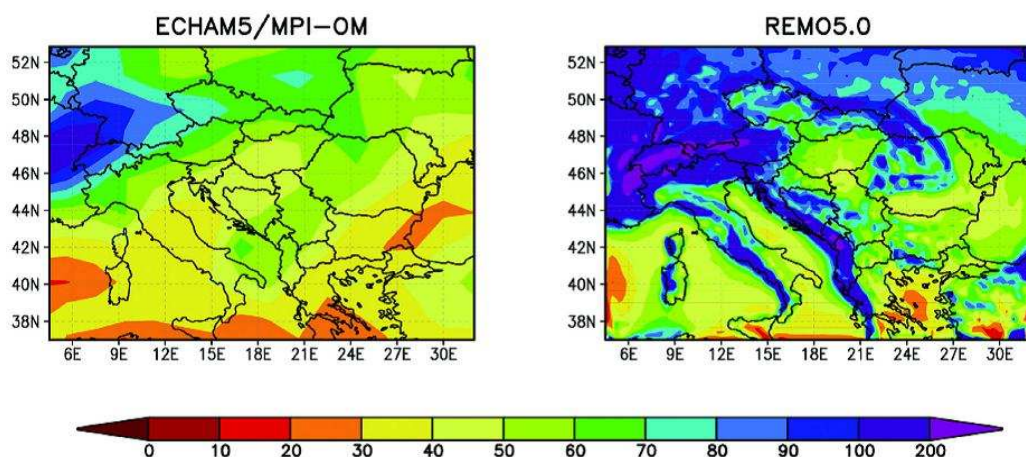 ECHAM5/MPI-OM
REMO5.0
52N
50N
48N
46N
44N
42N
40N
38N
6E 9E 12E 15E 18E 21E 24E 27E 30E
52N
50N
48N
46N
44N
42N
40N
38N
6E 9E 12E 15E 18E 21E 24E 27E 30E
0 10 20 30 40 50 60 70 80 90 100 200